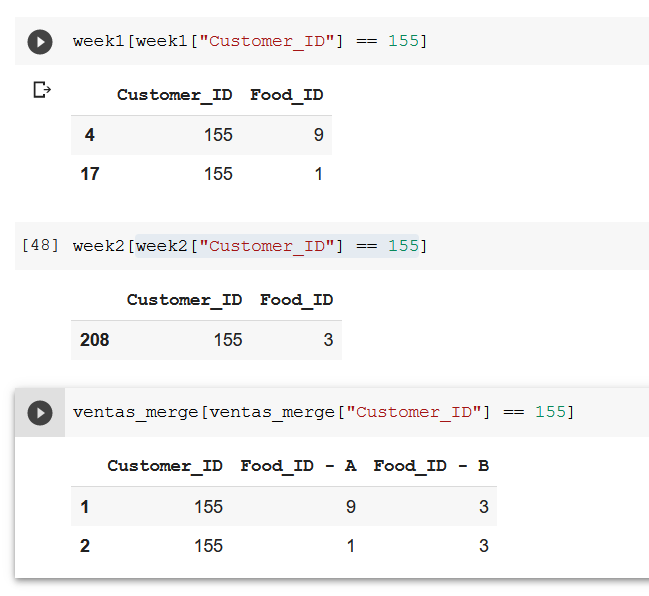 week1[week1["Customer_ID"] == 155]
Customer_ID Food_ID
4 155 9
17 155 1
[48] week2[week2["Customer_ID"] == 155]
Customer_ID Food_ID
208 155 3
ventas_merge[ventas_merge["Customer_ID"] == 155]
Customer_ID Food_ID - A Food_ID - B
1 155 9 3
2 155 1 3